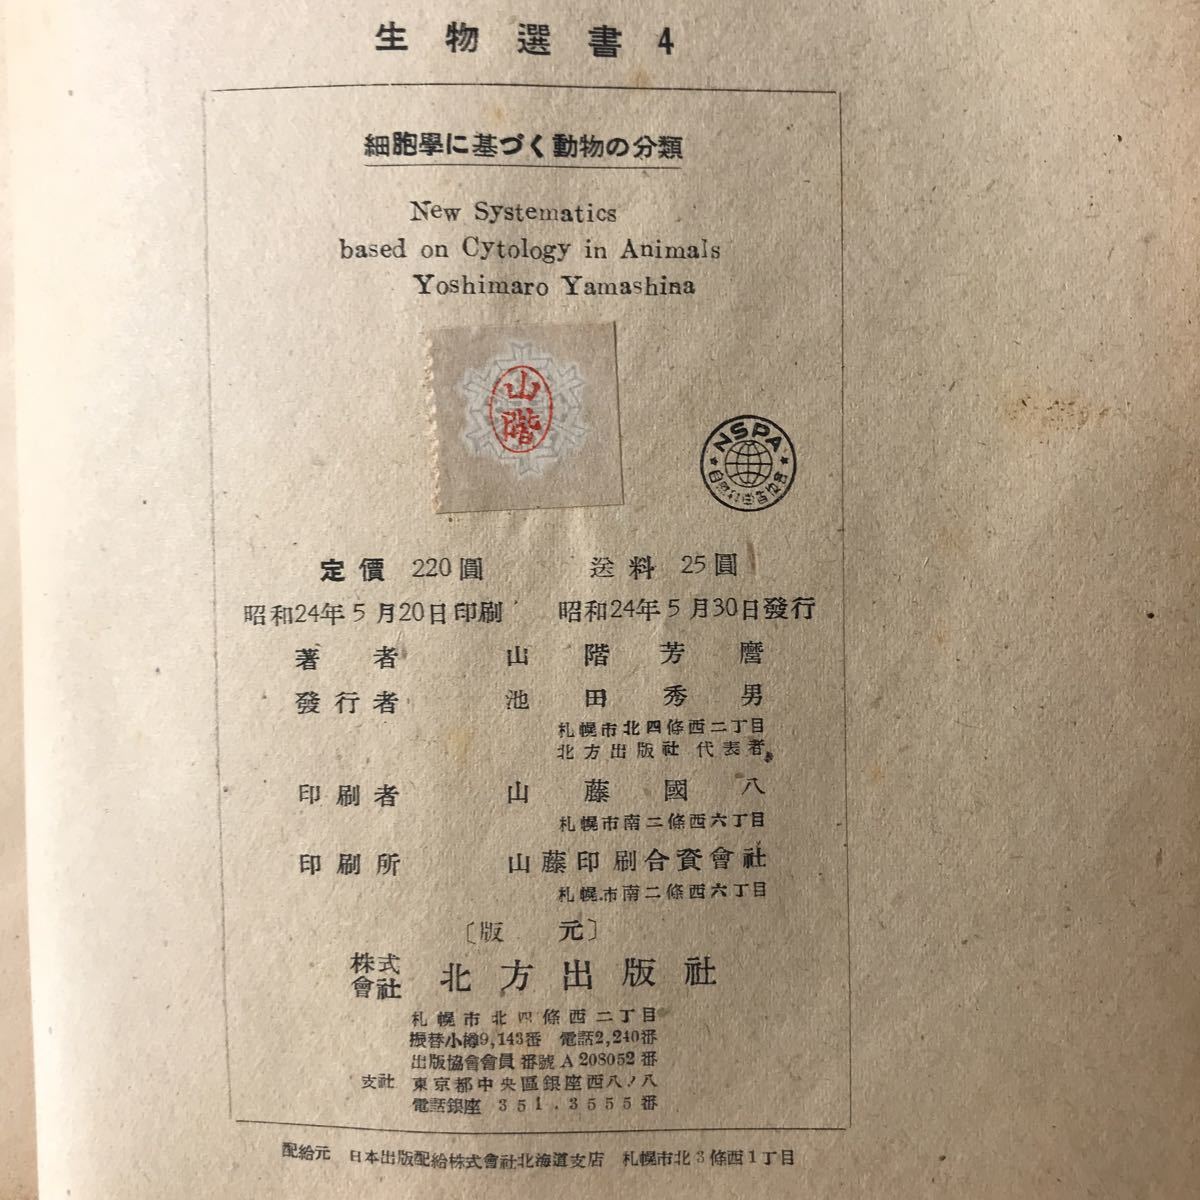 生物選書4
細胞學に基づく動物の分類
New Systematics
based on Cytology in Animals
Yoshimaro Yamashina
山階
NSPA
定價 220圓 送料 25圓
昭和24年5月20日印刷 昭和24年5月30日發行
著者 山階芳麿
發行者 池田秀男
札幌市北四條西二丁目
北方出版社 代表者
印刷者 山藤國八
札幌市南二條西六丁目
印刷所 山藤印刷合資會社
札幌市南二條西六丁目
〔版元〕
株式會社 北方出版社
札幌市北四條西二丁目
振替小樽9,143番 電話2,240番
出版協會會員 番號 A 208052 番
支社 東京都中央區銀座西八ノ八
電話銀座 351.3555番
配給元 日本出版配給株式會社北海道支店 札幌市北3條西1丁目